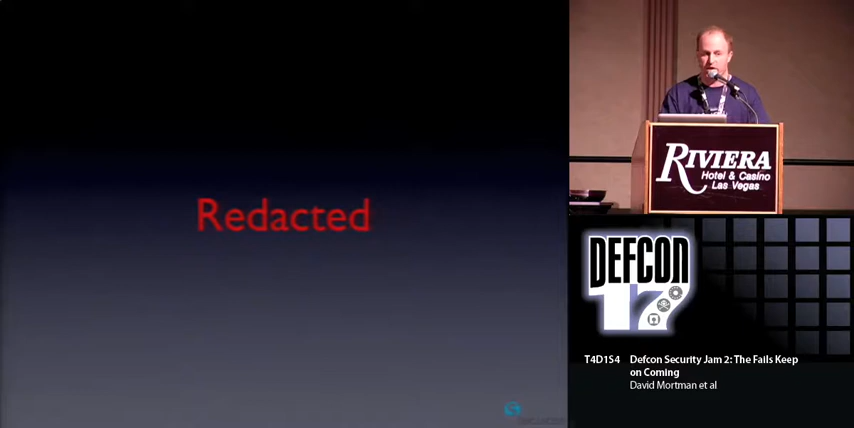 Redacted
RIVIERA
Hotel & Casino
Las Vegas
DEFCON
17
T4D1S4 Defcon Security Jam 2: The Fails Keep
on Coming
David Mortman et al